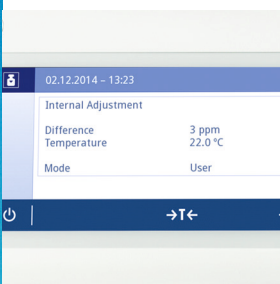 02.12.2014 – 13:23
Internal Adjustment
Difference 3 ppm
Temperature 22.0 °C
Mode User
→T←